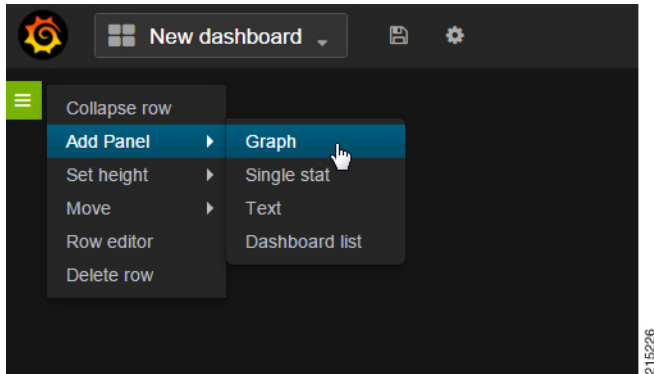 New dashboard
Collapse row
Add Panel
Set height
Move
Row editor
Delete row
Graph
Single stat
Text
Dashboard list
215226